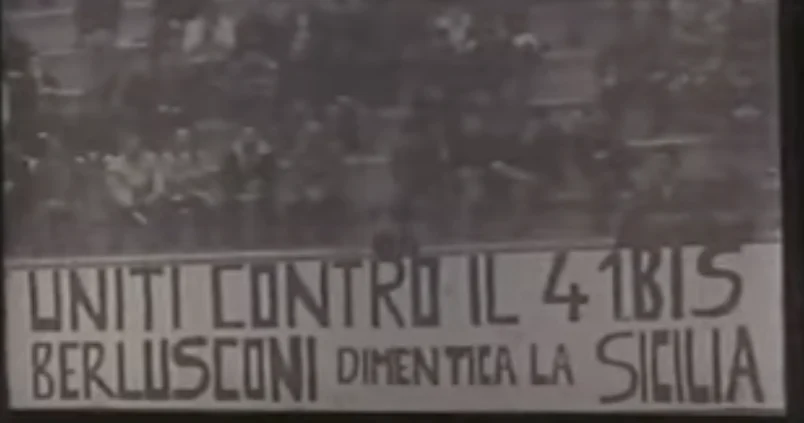 UNITI CONTRO IL 41BIS
BERLUSCONI DIMENTICA LA SICILIA